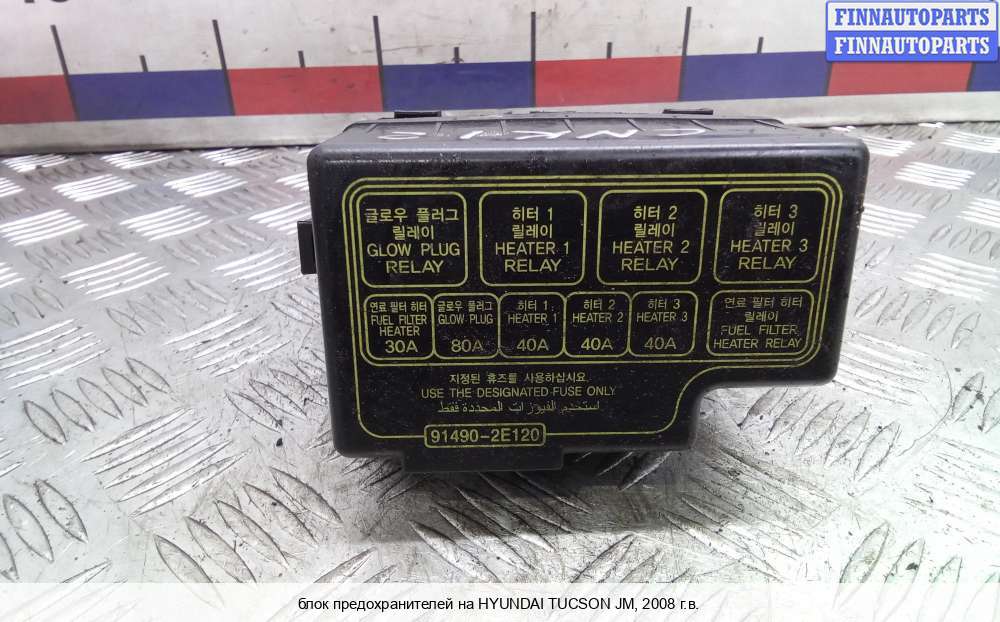 FINNAUTOPARTS
FINNAUTOPARTS
글로우 플러그
릴레이
GLOW PLUG
RELAY
히터 1
릴레이
HEATER 1
RELAY
히터 2
릴레이
HEATER 2
RELAY
히터 3
릴레이
HEATER 3
RELAY
연료 필터 히터
FUEL FILTER
HEATER
30A
글로우 플러그
GLOW PLUG
80A
히터 1
HEATER 1
40A
히터 2
HEATER 2
40A
히터 3
HEATER 3
40A
연료 필터 히터
릴레이
FUEL FILTER
HEATER RELAY
지정된 휴즈를 사용하십시요.
USE THE DESIGNATED FUSE ONLY
استخدم الفيوزات المحددة فقط
91490-2E120
блок предохранителей на HYUNDAI TUCSON JM, 2008 г.в.